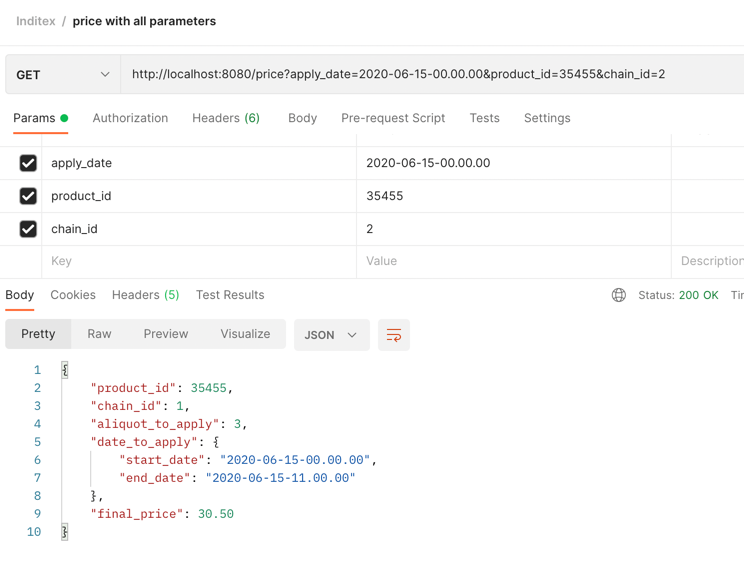 Inditex / price with all parameters
GET http://localhost:8080/price?apply_date=2020-06-15-00.00.00&product_id=35455&chain_id=2
Params Authorization Headers (6) Body Pre-request Script Tests Settings
apply_date 2020-06-15-00.00.00
product_id 35455
chain_id 2
Key Value Description
Body Cookies Headers (5) Test Results Status: 200 OK Tir
Pretty Raw Preview Visualize JSON
1 {
2 "product_id": 35455,
3 "chain_id": 1,
4 "aliquot_to_apply": 3,
5 "date_to_apply": {
6 "start_date": "2020-06-15-00.00.00",
7 "end_date": "2020-06-15-11.00.00"
8 },
9 "final_price": 30.50
10 }